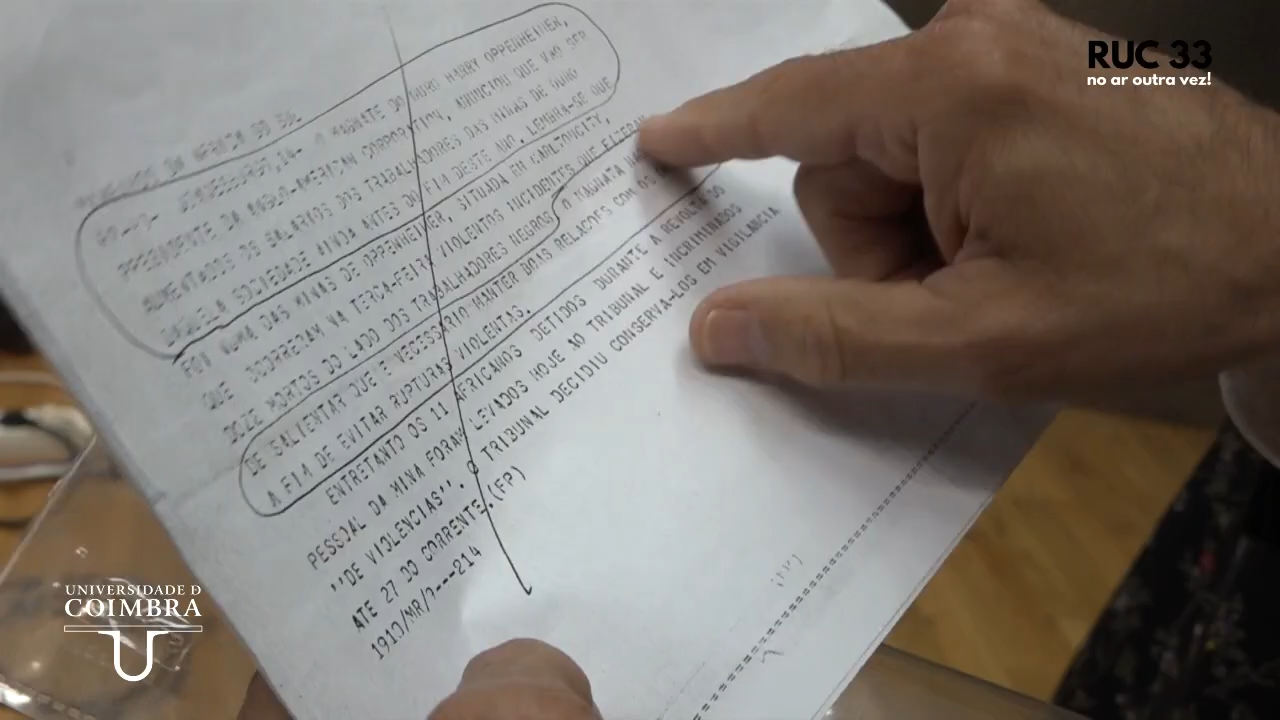 RUC 33
no ar outra vez!
O MAGNATE DO OURO HARRY OPPENHEIMER,
PRESIDENTE DA ANGLO-AMERICAN CORPORATION, ANUNCIOU QUE VAO SER
AUMENTADOS OS SALARIOS DOS TRABALHADORES DAS MINAS DE OURO
DAQUELA SOCIEDADE AINDA ANTES DO FIM DESTE ANO. LEMBRA-SE QUE
FOI NUMA DAS MINAS DE OPPENHEIMER, SITUADA EM CARLTONCITY,
QUE OCORRERAM NA TERCA-FEIRA VIOLENTOS INCIDENTES QUE FIZERAM
DOZE MORTOS DO LADO DOS TRABALHADORES NEGROS. O MAGNATA
DE SALIENTAR QUE E NECESSARIO MANTER BOAS RELACOES COM OS
A FIM DE EVITAR RUPTURAS VIOLENTAS.
ENTRETANTO OS 11 AFRICANOS DETIDOS DURANTE A REVOLTA DO
PESSOAL DA MINA FORAM LEVADOS HOJE AO TRIBUNAL E INCRIMINADOS
''DE VIOLENCIAS''. O TRIBUNAL DECIDIU CONSERVA-LOS EM VIGILANCIA
ATE 27 DO CORRENTE.(FP)
1910/MR/?---214
UNIVERSIDADE D
COIMBRA